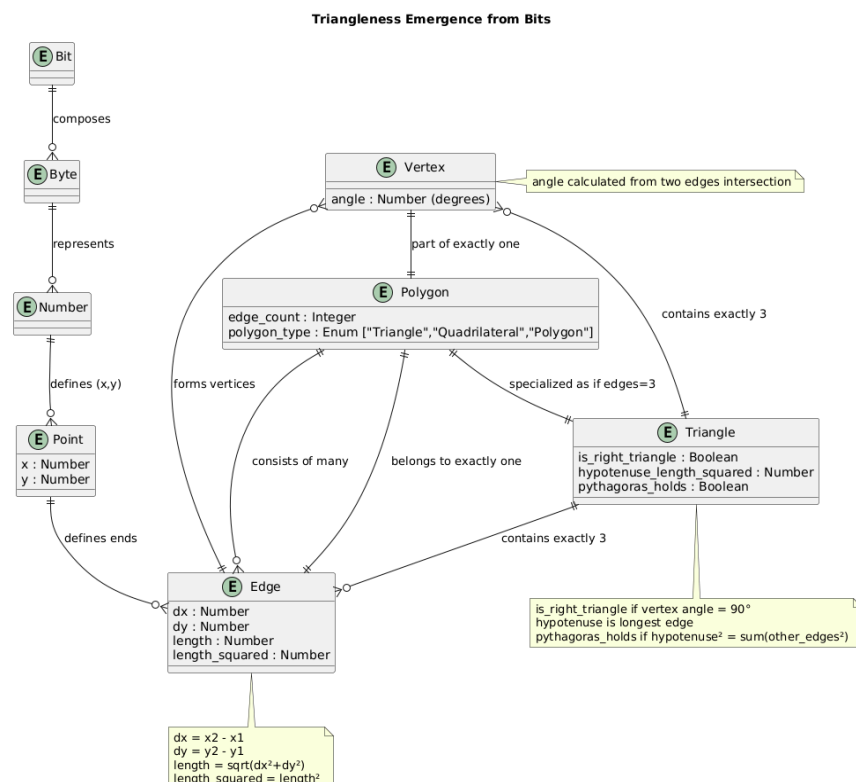 Triangleness Emergence from Bits
E Bit
composes
E Byte
represents
E Number
defines (x,y)
E Point
x : Number
y : Number
defines ends
E Vertex
angle : Number (degrees)
angle calculated from two edges intersection
part of exactly one
E Polygon
edge_count : Integer
polygon_type : Enum ["Triangle","Quadrilateral","Polygon"]
contains exactly 3
forms vertices
specialized as if edges=3
consists of many
belongs to exactly one
E Triangle
is_right_triangle : Boolean
hypotenuse_length_squared : Number
pythagoras_holds : Boolean
contains exactly 3
E Edge
dx : Number
dy : Number
length : Number
length_squared : Number
is_right_triangle if vertex angle = 90°
hypotenuse is longest edge
pythagoras_holds if hypotenuse² = sum(other_edges²)
dx = x2 - x1
dy = y2 - y1
length = sqrt(dx²+dy²)
length_squared = length²